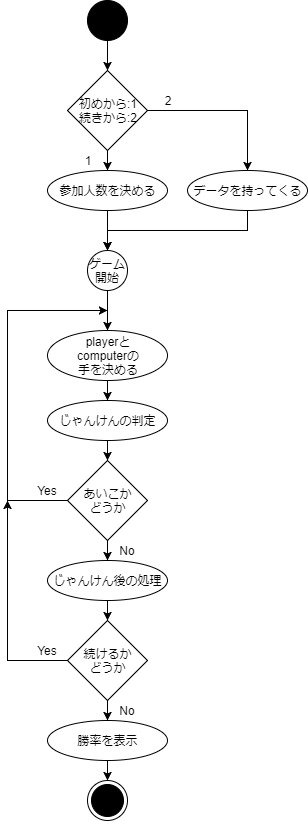 初めから:1
続きから:2
2
1
参加人数を決める
データを持ってくる
ゲーム
開始
playerと
computerの
手を決める
じゃんけんの判定
あいこか
どうか
Yes
No
じゃんけん後の処理
続けるか
どうか
Yes
No
勝率を表示